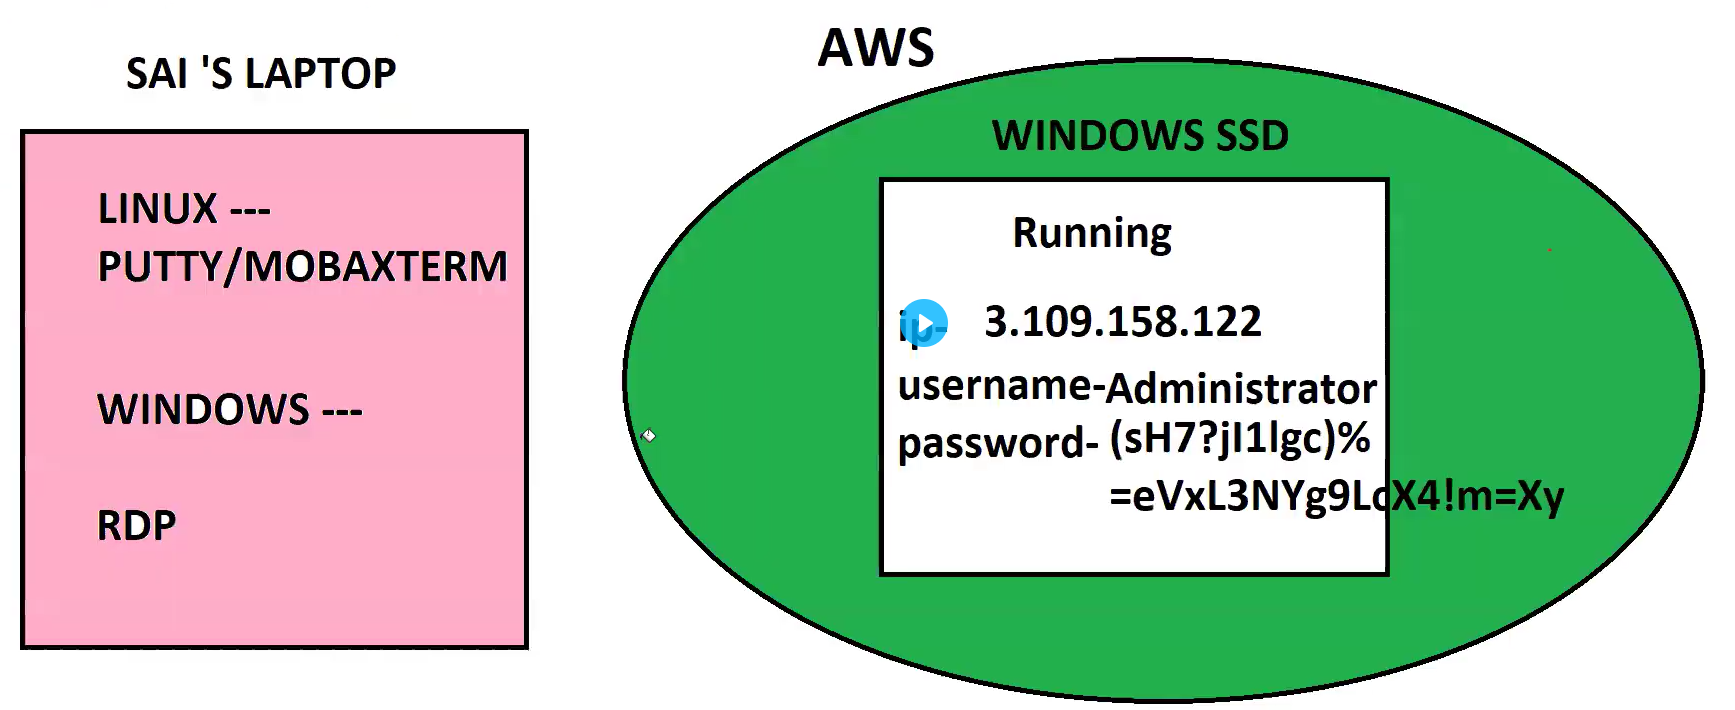 SAI 'S LAPTOP
LINUX ---
PUTTY/MOBAXTERM
WINDOWS ---
RDP
AWS
WINDOWS SSD
Running
ip- 3.109.158.122
username-Administrator
password- (sH7?jI1lgc)%
=eVxL3NYg9LcX4!m=Xy